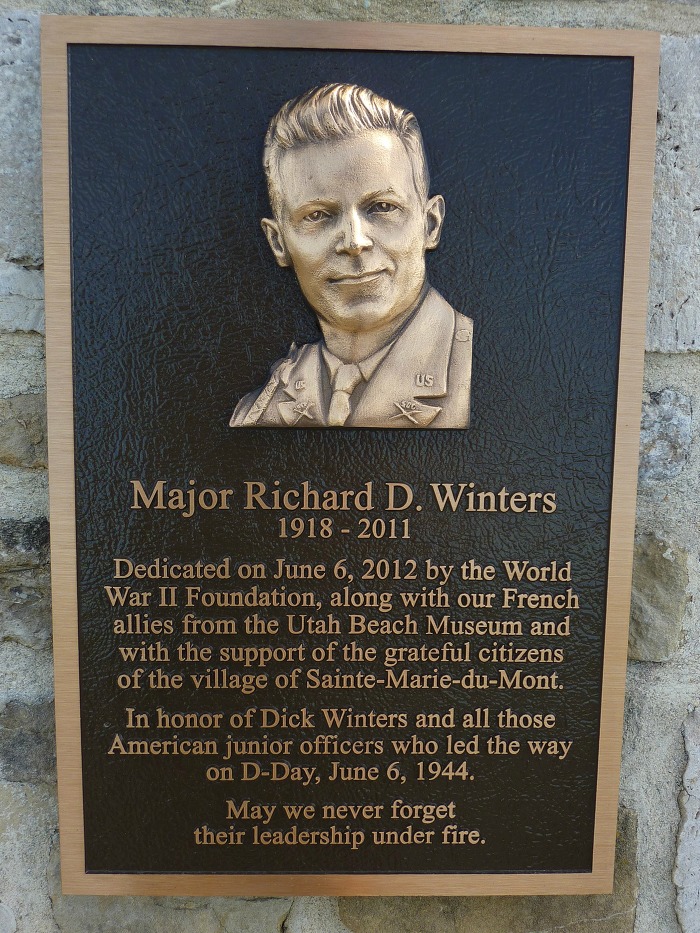 US
US
506
Major Richard D. Winters
1918 - 2011
Dedicated on June 6, 2012 by the World
War II Foundation, along with our French
allies from the Utah Beach Museum and
with the support of the grateful citizens
of the village of Sainte-Marie-du-Mont.
In honor of Dick Winters and all those
American junior officers who led the way
on D-Day, June 6, 1944.
May we never forget
their leadership under fire.